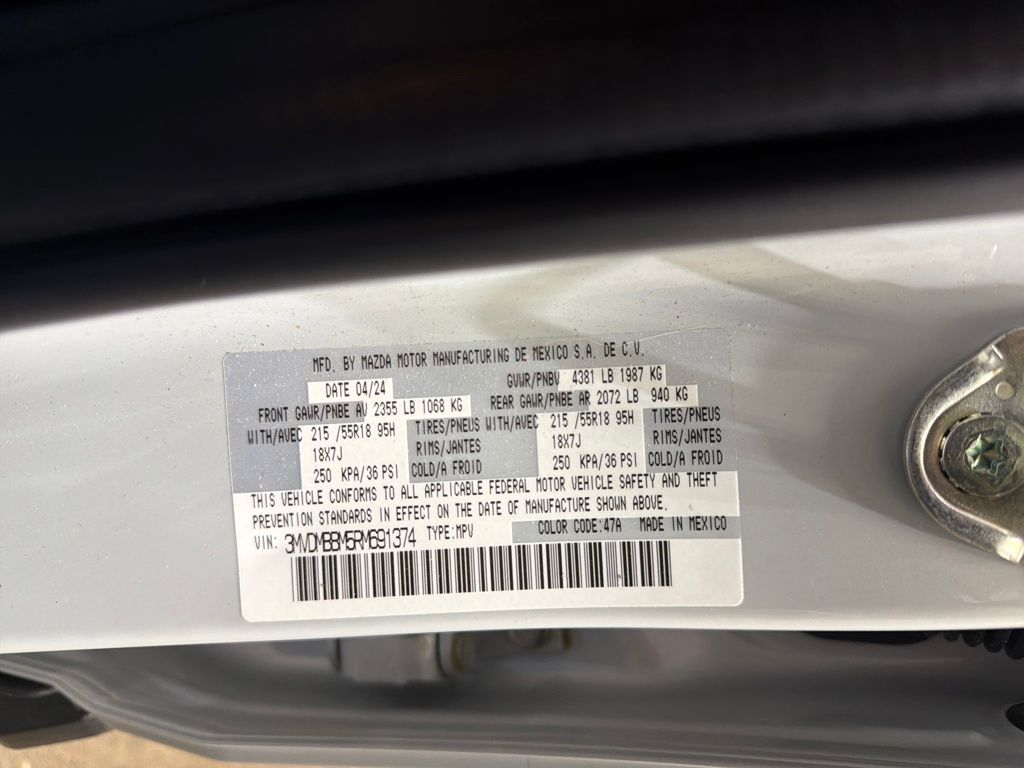 MFD. BY MAZDA MOTOR MANUFACTURING DE MEXICO S.A. DE C.V.
DATE 04/24 GVWR/PNBV 4381 LB 1987 KG
FRONT GAWR/PNBE AV 2355 LB 1068 KG REAR GAWR/PNBE AR 2072 LB 940 KG
WITH/AVEC 215 /55R18 95H TIRES/PNEUS WITH/AVEC 215 /55R18 95H TIRES/PNEUS
18X7J RIMS/JANTES 18X7J RIMS/JANTES
250 KPA/36 PSI COLD/A FROID 250 KPA/36 PSI COLD/A FROID
THIS VEHICLE CONFORMS TO ALL APPLICABLE FEDERAL MOTOR VEHICLE SAFETY AND THEFT
PREVENTION STANDARDS IN EFFECT ON THE DATE OF MANUFACTURE SHOWN ABOVE.
VIN: 3MVDMBBM5RM691374 TYPE:MPV COLOR CODE:47A MADE IN MEXICO